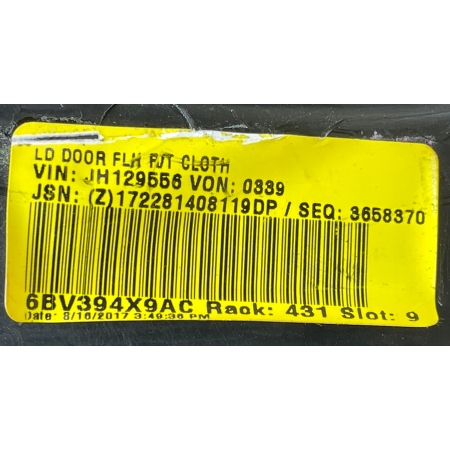 LD DOOR FLH P/T CLOTH
VIN: JH129556 VON: 0339
JSN: (Z)172281408119DP / SEQ: 3658370
6BV394X9AC Rack: 431 Slot: 9
Date: 8/16/2017 3:49:36 PM